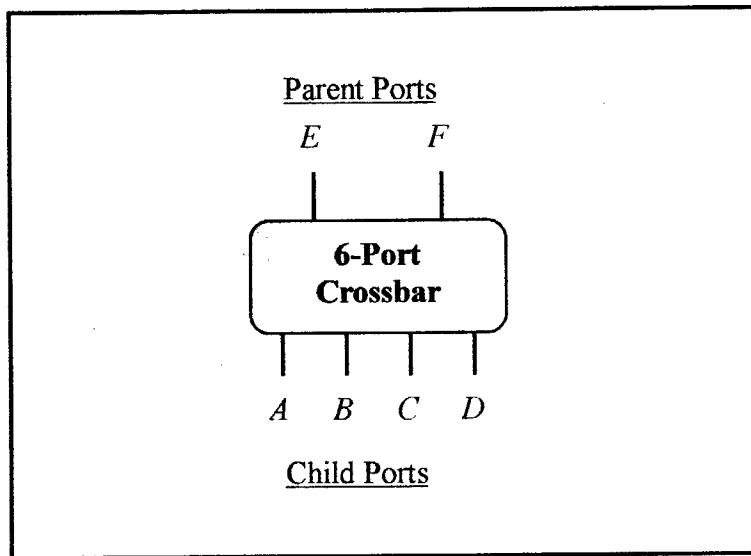 Parent Ports
E F
6-Port
Crossbar
A B C D
Child Ports